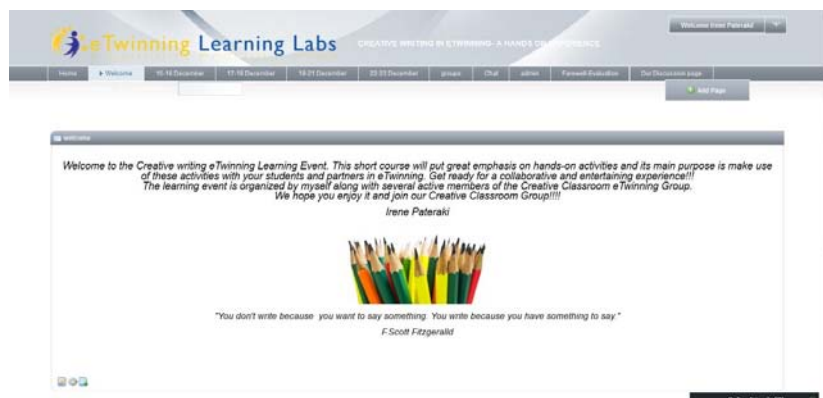 Welcome Irene Pateraki
eTwinning Learning Labs
CREATIVE WRITING IN ETWINNING- A HANDS ON EXPERIENCE
Home Welcome 15-16 December 17-18 December 19-21 December 22-23 December groups Chat admin Farewell-Evaluation Our Discussion page
Add Page
welcome
Welcome to the Creative writing eTwinning Learning Event. This short course will put great emphasis on hands-on activities and its main purpose is make use
of these activities with your students and partners in eTwinning. Get ready for a collaborative and entertaining experience!!!
The learning event is organized by myself along with several active members of the Creative Classroom eTwinning Group.
We hope you enjoy it and join our Creative Classroom Group!!!!
Irene Pateraki
"You don't write because you want to say something. You write because you have something to say."
F.Scott Fitzgeralld